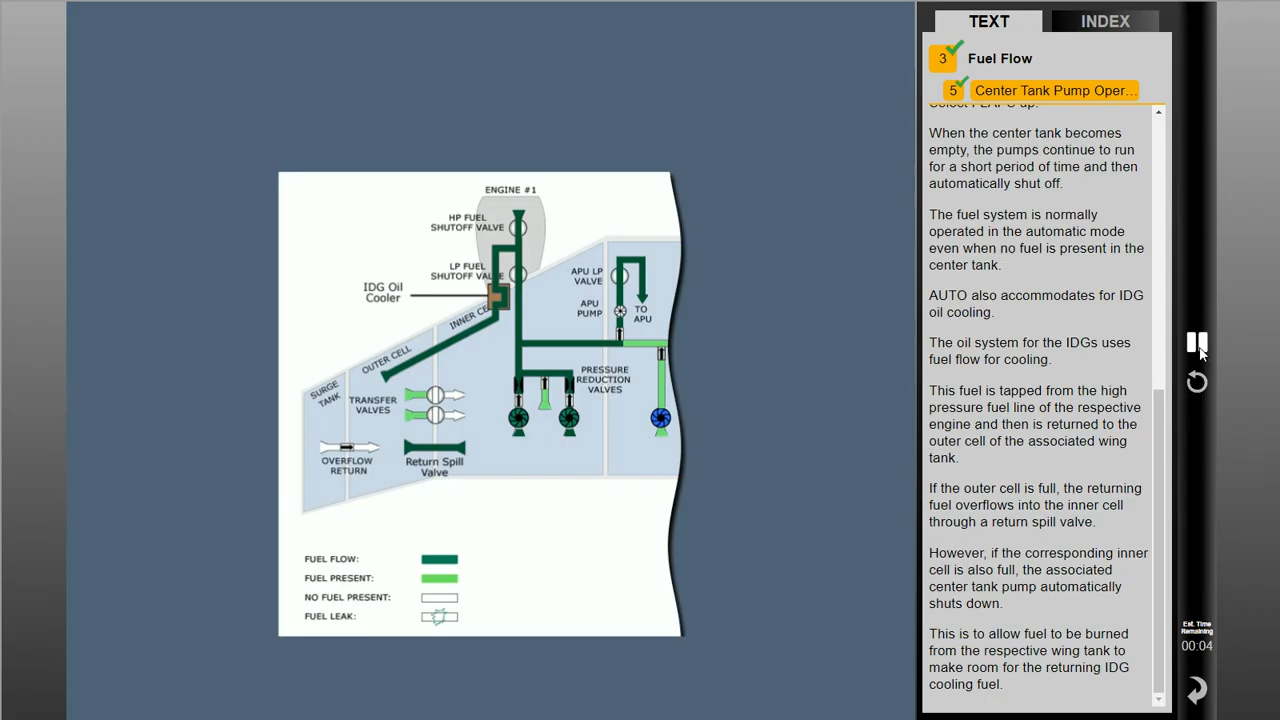 ENGINE #1
HP FUEL
SHUTOFF VALVE
LP FUEL
SHUTOFF VALVE
IDG Oil
Cooler
INNER CE
OUTER CELL
SURGE
TANK
TRANSFER
VALVES
OVERFLOW
RETURN
Return Spill
Valve
APU LP
VALVE
APU
PUMP
TO
APU
PRESSURE
REDUCTION
VALVES
FUEL FLOW:
FUEL PRESENT:
NO FUEL PRESENT:
FUEL LEAK:
TEXT
INDEX
3
Fuel Flow
5
Center Tank Pump Oper...
When the center tank becomes
empty, the pumps continue to run
for a short period of time and then
automatically shut off.
The fuel system is normally
operated in the automatic mode
even when no fuel is present in the
center tank.
AUTO also accommodates for IDG
oil cooling.
The oil system for the IDGs uses
fuel flow for cooling.
This fuel is tapped from the high
pressure fuel line of the respective
engine and then is returned to the
outer cell of the associated wing
tank.
If the outer cell is full, the returning
fuel overflows into the inner cell
through a return spill valve.
However, if the corresponding inner
cell is also full, the associated
center tank pump automatically
shuts down.
This is to allow fuel to be burned
from the respective wing tank to
make room for the returning IDG
cooling fuel.
Est. Time
Remaining
00:04